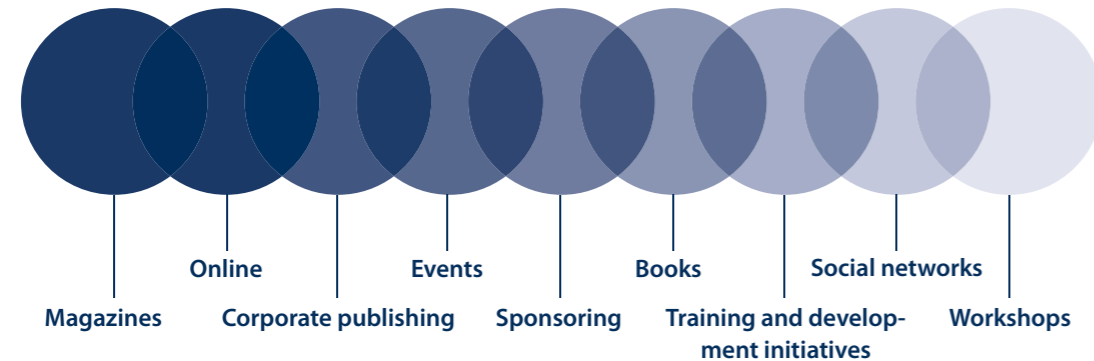 Online
Events
Books
Social networks
Magazines
Corporate publishing
Sponsoring
Training and develop-
ment initiatives
Workshops